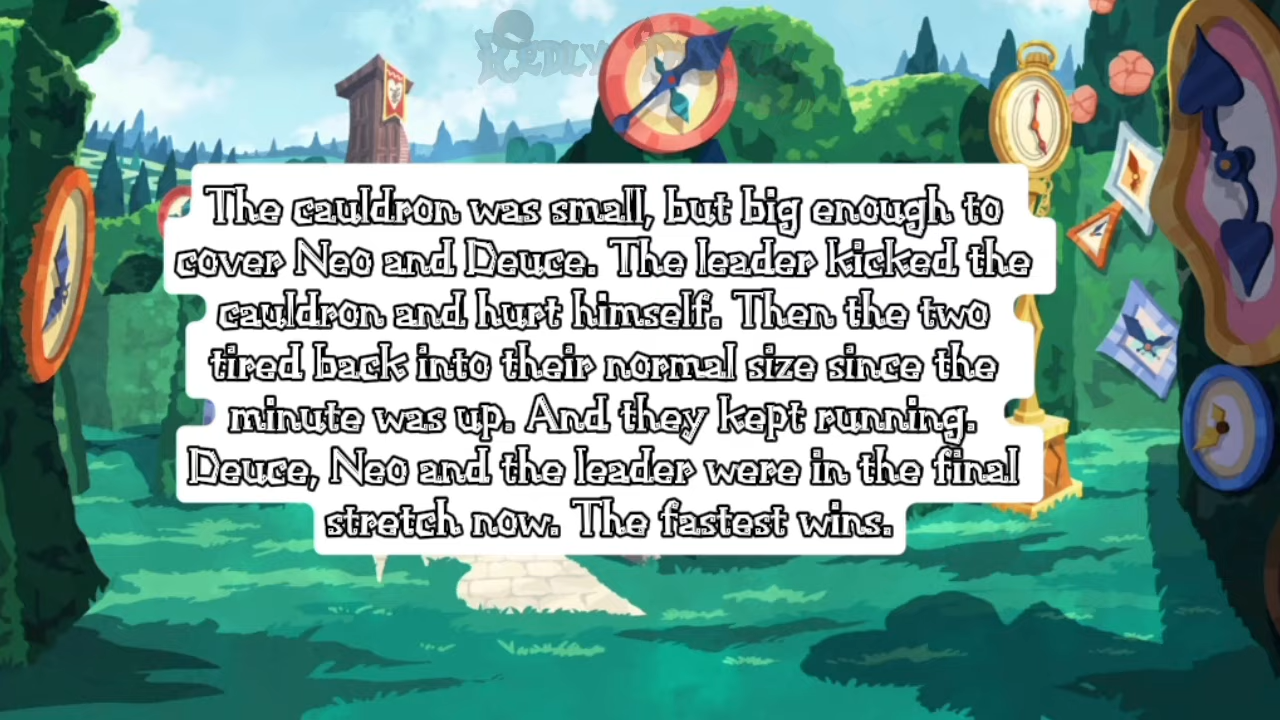 The cauldron was small, but big enough to
cover Neo and Deuce. The leader kicked the
cauldron and hurt himself. Then the two
tired back into their normal size since the
minute was up. And they kept running.
Deuce, Neo and the leader were in the final
stretch now. The fastest wins.